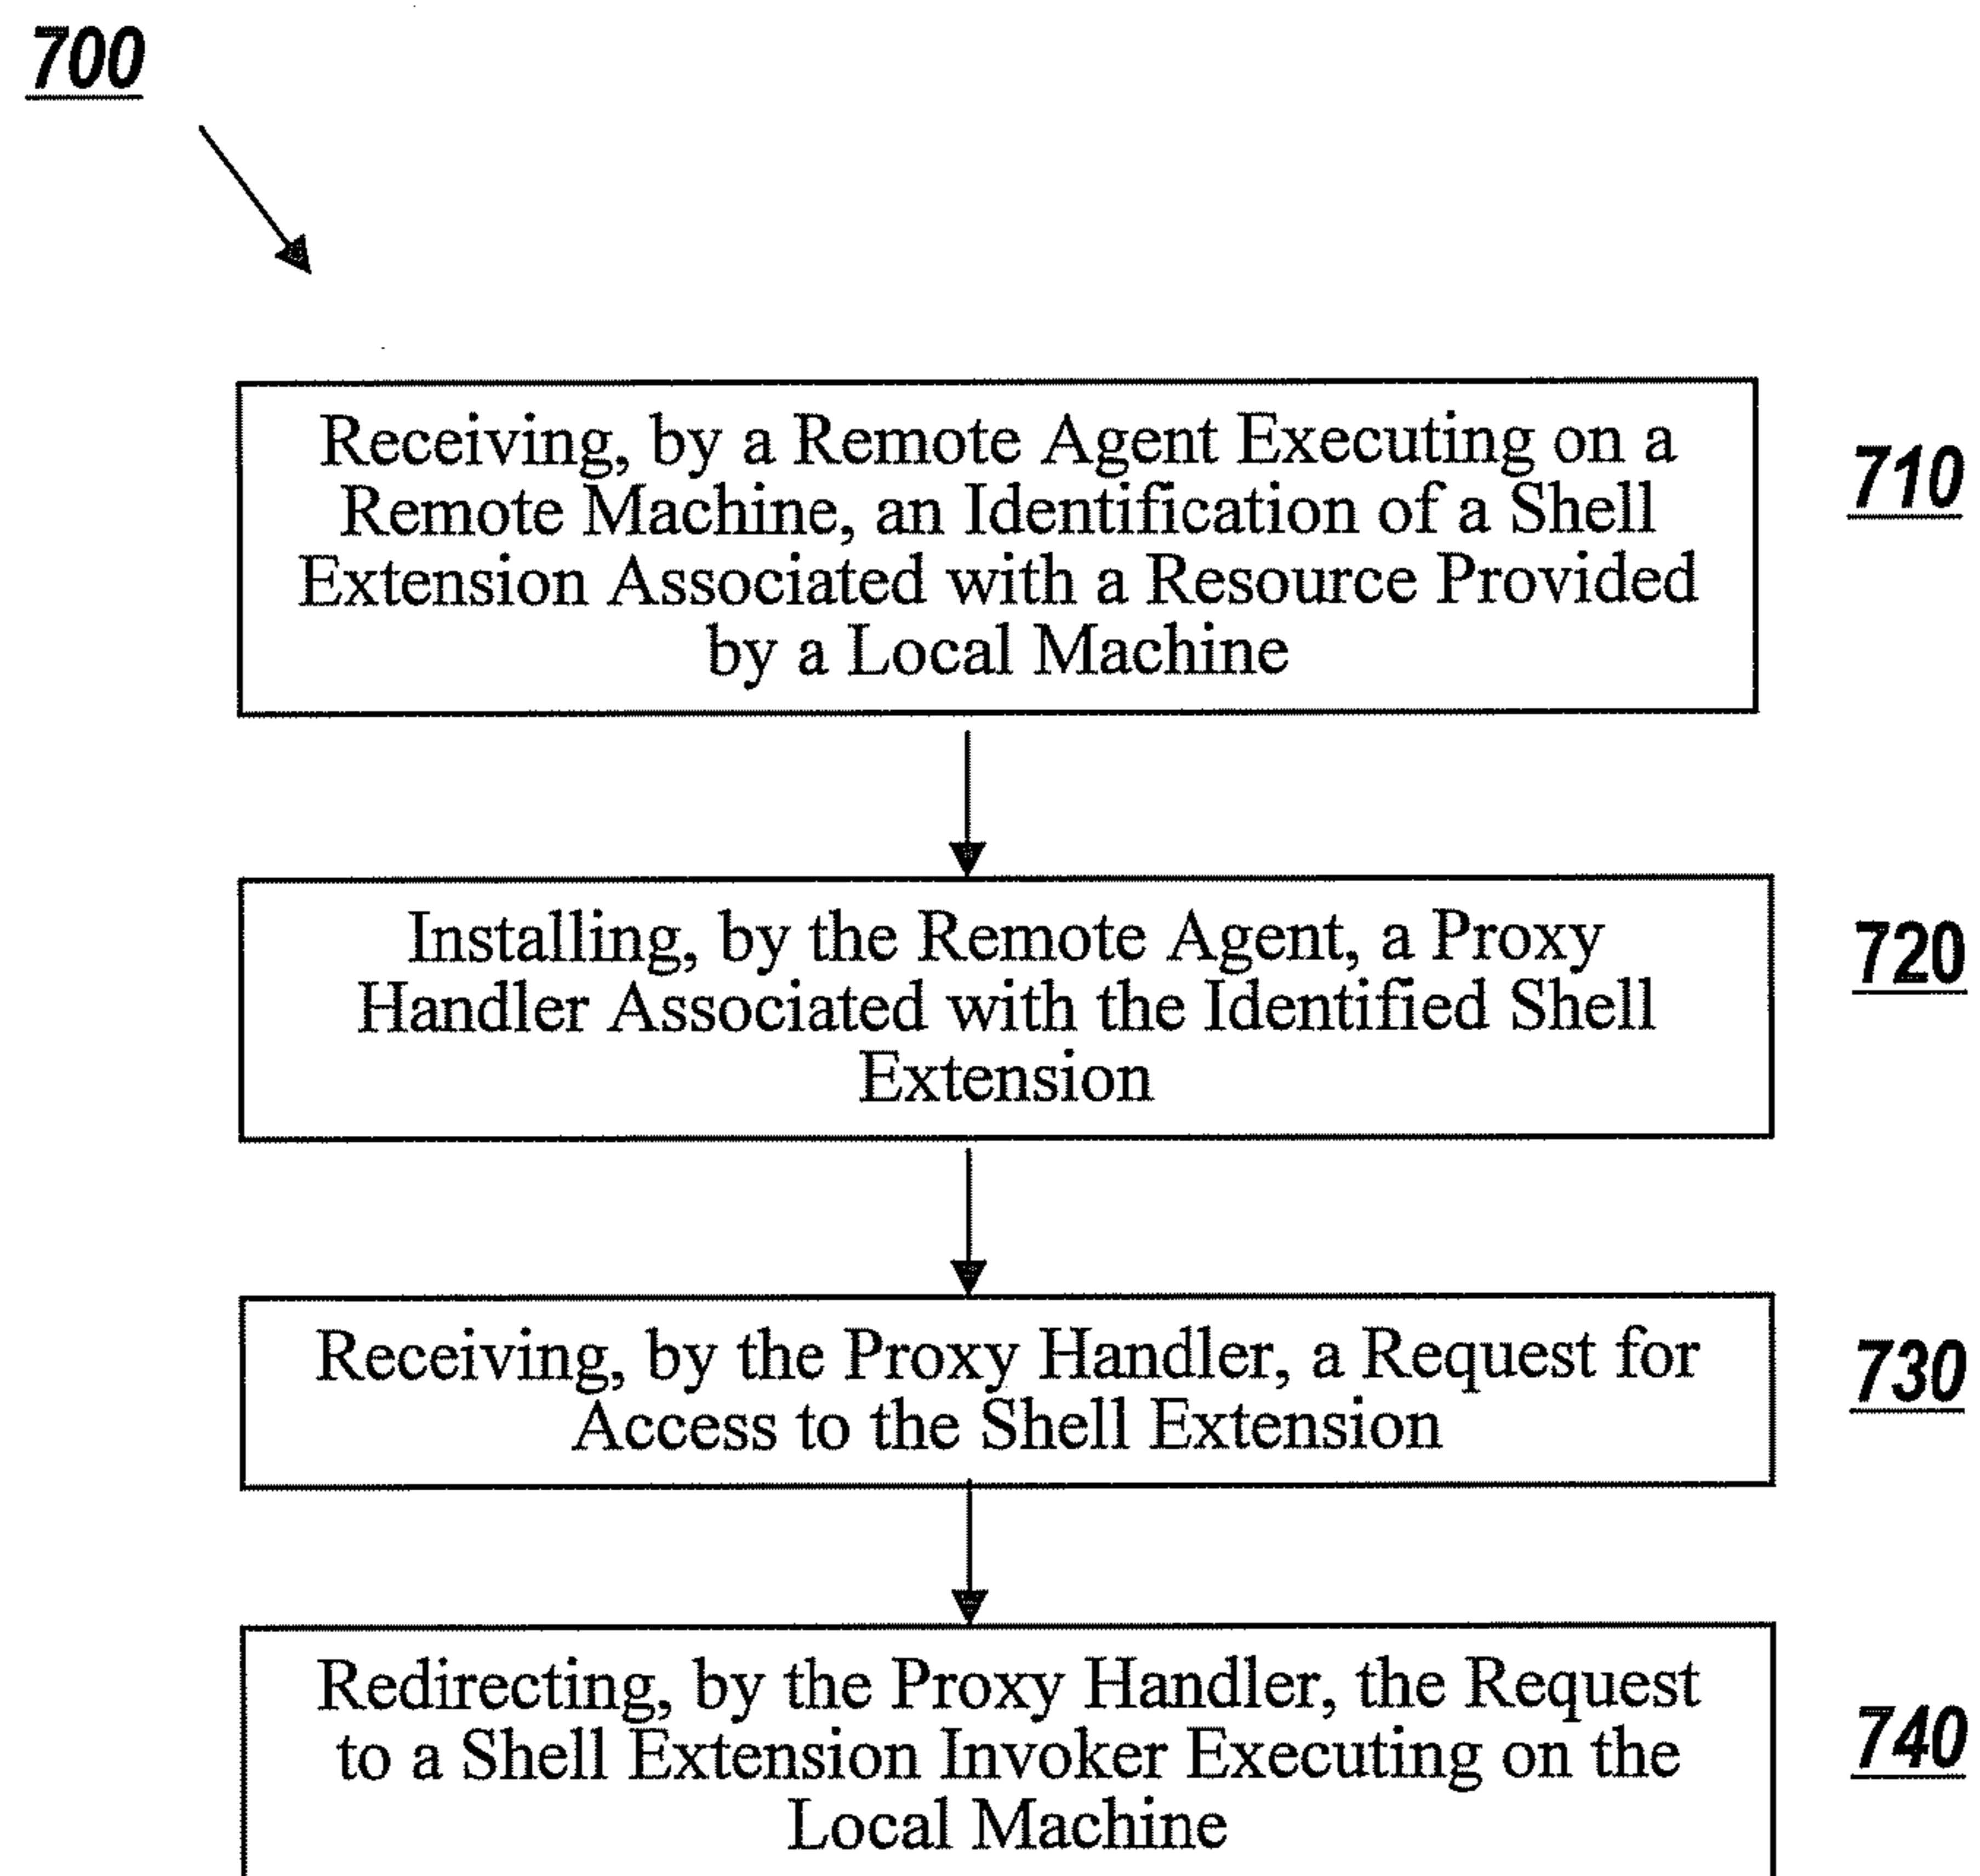 700
Receiving, by a Remote Agent Executing on a
Remote Machine, an Identification of a Shell
Extension Associated with a Resource Provided
by a Local Machine
710
Installing, by the Remote Agent, a Proxy
Handler Associated with the Identified Shell
Extension
720
Receiving, by the Proxy Handler, a Request for
Access to the Shell Extension
730
Redirecting, by the Proxy Handler, the Request
to a Shell Extension Invoker Executing on the
Local Machine
740